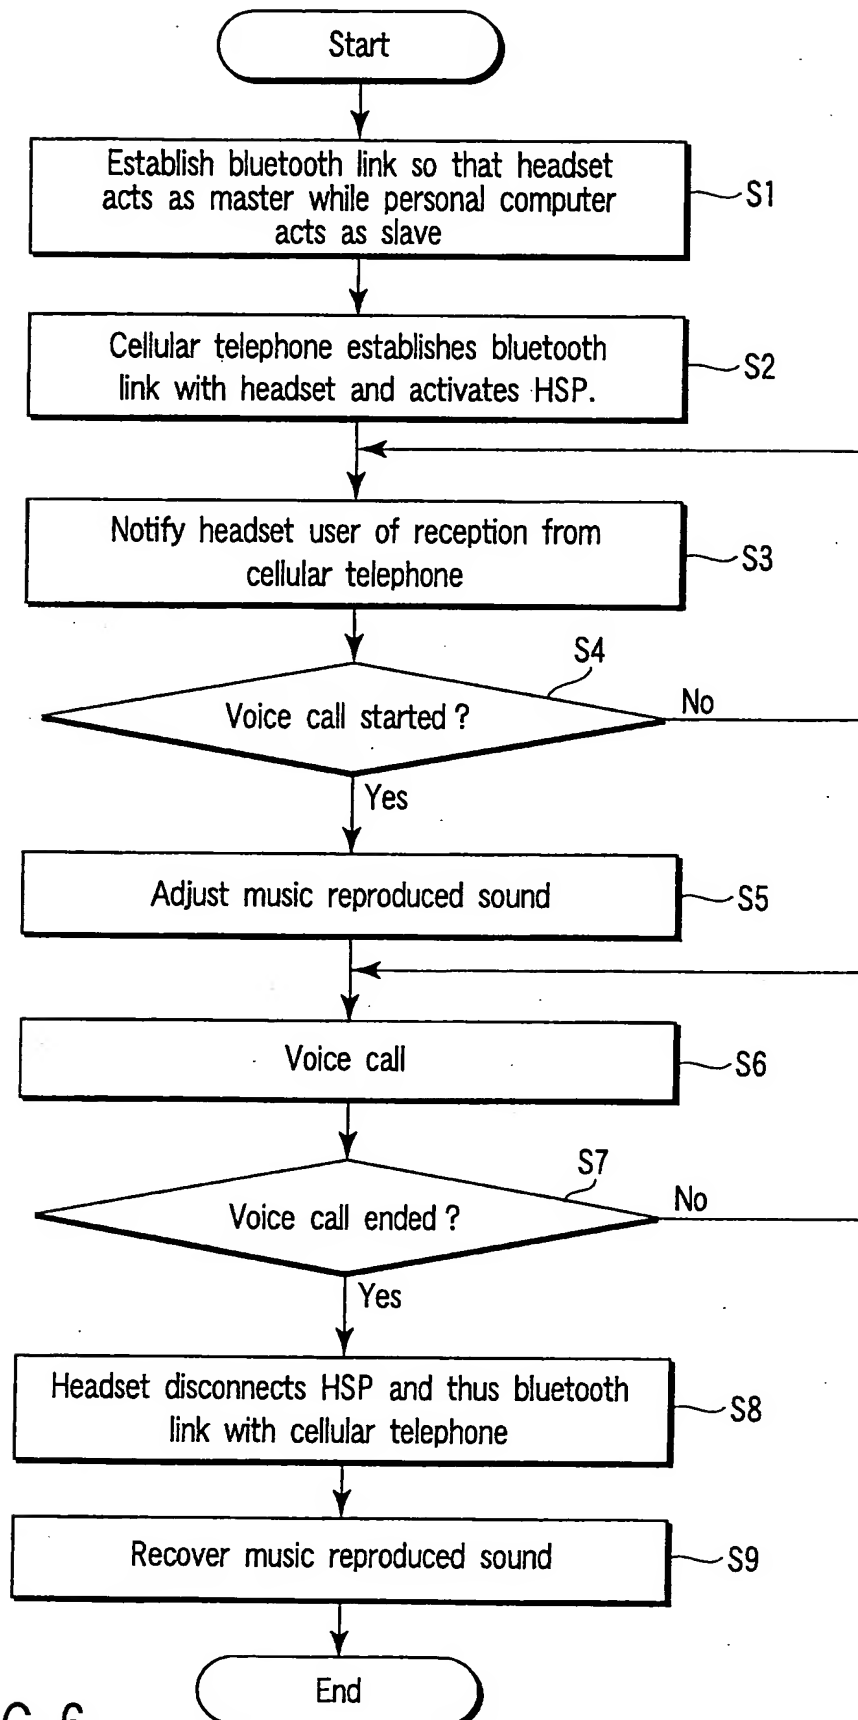 Start
Establish bluetooth link so that headset
acts as master while personal computer
acts as slave
S1
Cellular telephone establishes bluetooth
link with headset and activates HSP.
S2
Notify headset user of reception from
cellular telephone
S3
S4
Voice call started ?
No
Yes
Adjust music reproduced sound
S5
Voice call
S6
S7
Voice call ended ?
No
Yes
Headset disconnects HSP and thus bluetooth
link with cellular telephone
S8
Recover music reproduced sound
S9
End